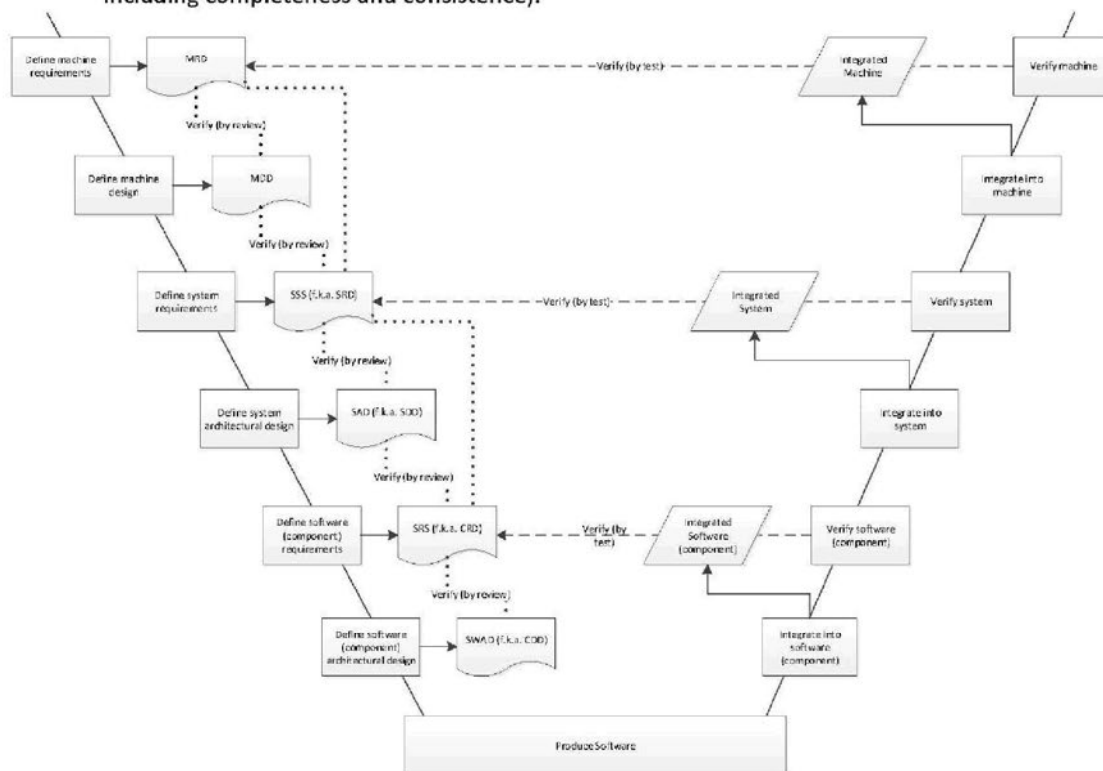 including completeness and consistence).
Define machine
requirements
MRD
Verify (by test)
Integrated
Machine
Verify machine
Verify (by review)
Define machine
design
MDD
Integrate into
machine
Verify (by review)
Define system
requirements
SSS (f.k.a. SRD)
Verify (by test)
Integrated
System
Verify system
Verify (by review)
Define system
architectural design
SAD (f.k.a. SDD)
Integrate into
system
Verify (by review)
Define software
(component)
requirements
SRS (f.k.a. CRD)
Verify (by
test)
Integrated
Software
(component)
Verify software
(component)
Verify (by review)
Define software
(component)
architectural design
SWAD (f.k.a. CDD)
Integrate into
software
(component)
Produce Software